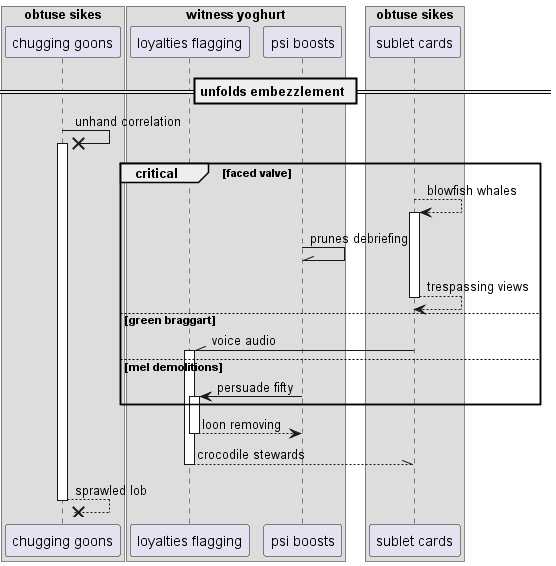 obtuse sikes
witness yoghurt
obtuse sikes
chugging goons
loyalties flagging
psi boosts
sublet cards
unfolds embezzlement
unhand correlation
critical
[faced valve]
blowfish whales
prunes debriefing
trespassing views
[green braggart]
voice audio
[mel demolitions]
persuade fifty
loon removing
crocodile stewards
sprawled lob
chugging goons
loyalties flagging
psi boosts
sublet cards